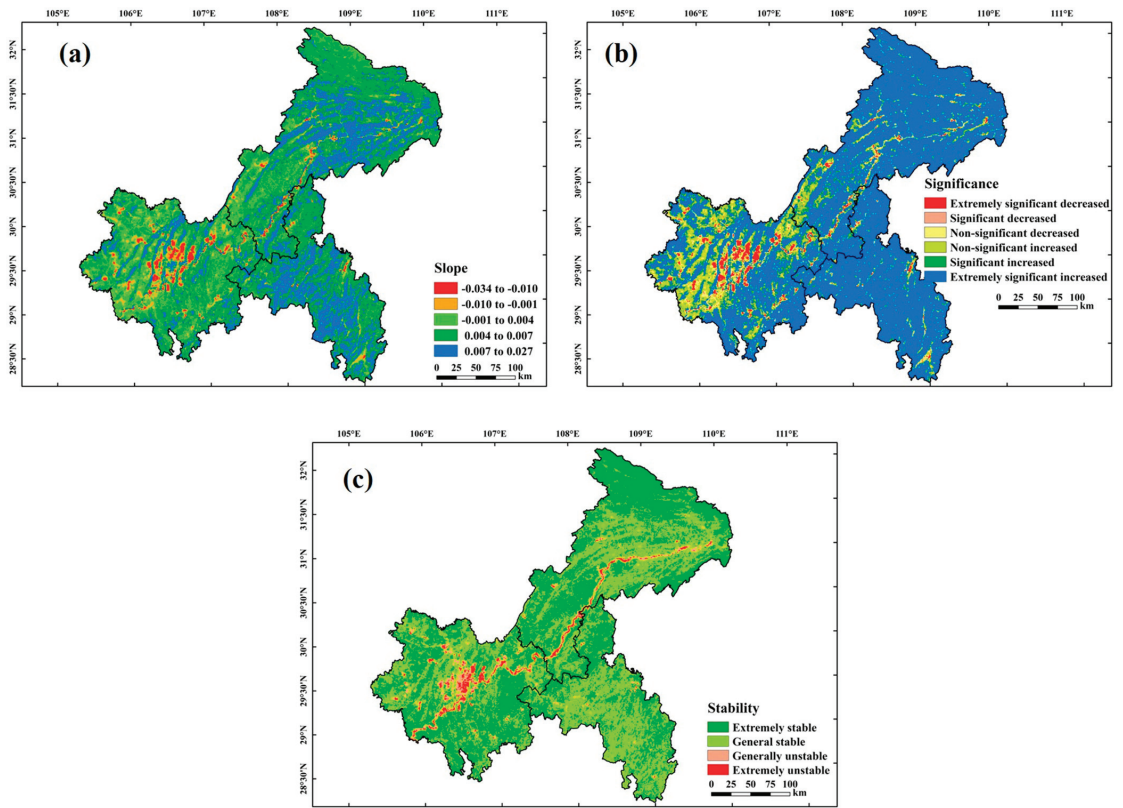 105°E 106°E 107°E 108°E 109°E 110°E 111°E
(a)
32°N
31°30'N
31°N
30°30'N
30°N
29°30'N
29°N
28°30'N
Slope
-0.034 to -0.010
-0.010 to -0.001
-0.001 to 0.004
0.004 to 0.007
0.007 to 0.027
0 25 50 75 100
km
105°E 106°E 107°E 108°E 109°E 110°E 111°E
(b)
32°N
31°30'N
31°N
30°30'N
30°N
29°30'N
29°N
28°30'N
Significance
Extremely significant decreased
Significant decreased
Non-significant decreased
Non-significant increased
Significant increased
Extremely significant increased
0 25 50 75 100
km
105°E 106°E 107°E 108°E 109°E 110°E 111°E
(c)
32°N
31°30'N
31°N
30°30'N
30°N
29°30'N
29°N
28°30'N
Stability
Extremely stable
General stable
Generally unstable
Extremely unstable
0 25 50 75 100
km